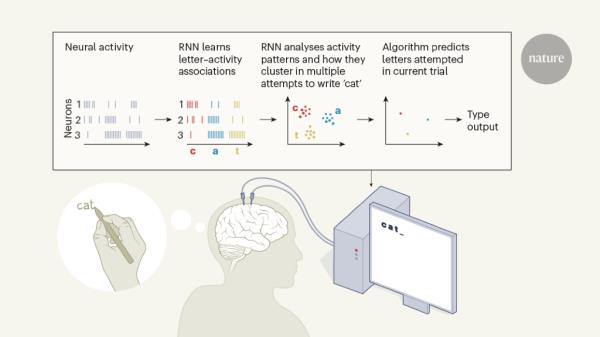 Neural activity
RNN learns
letter–activity
associations
RNN analyses activity
patterns and how they
cluster in multiple
attempts to write ‘cat’
Algorithm predicts
letters attempted
in current trial
nature
Neurons
1
2
3
1
2
3
c a t
c
a
t
Type
output
cat
cat_